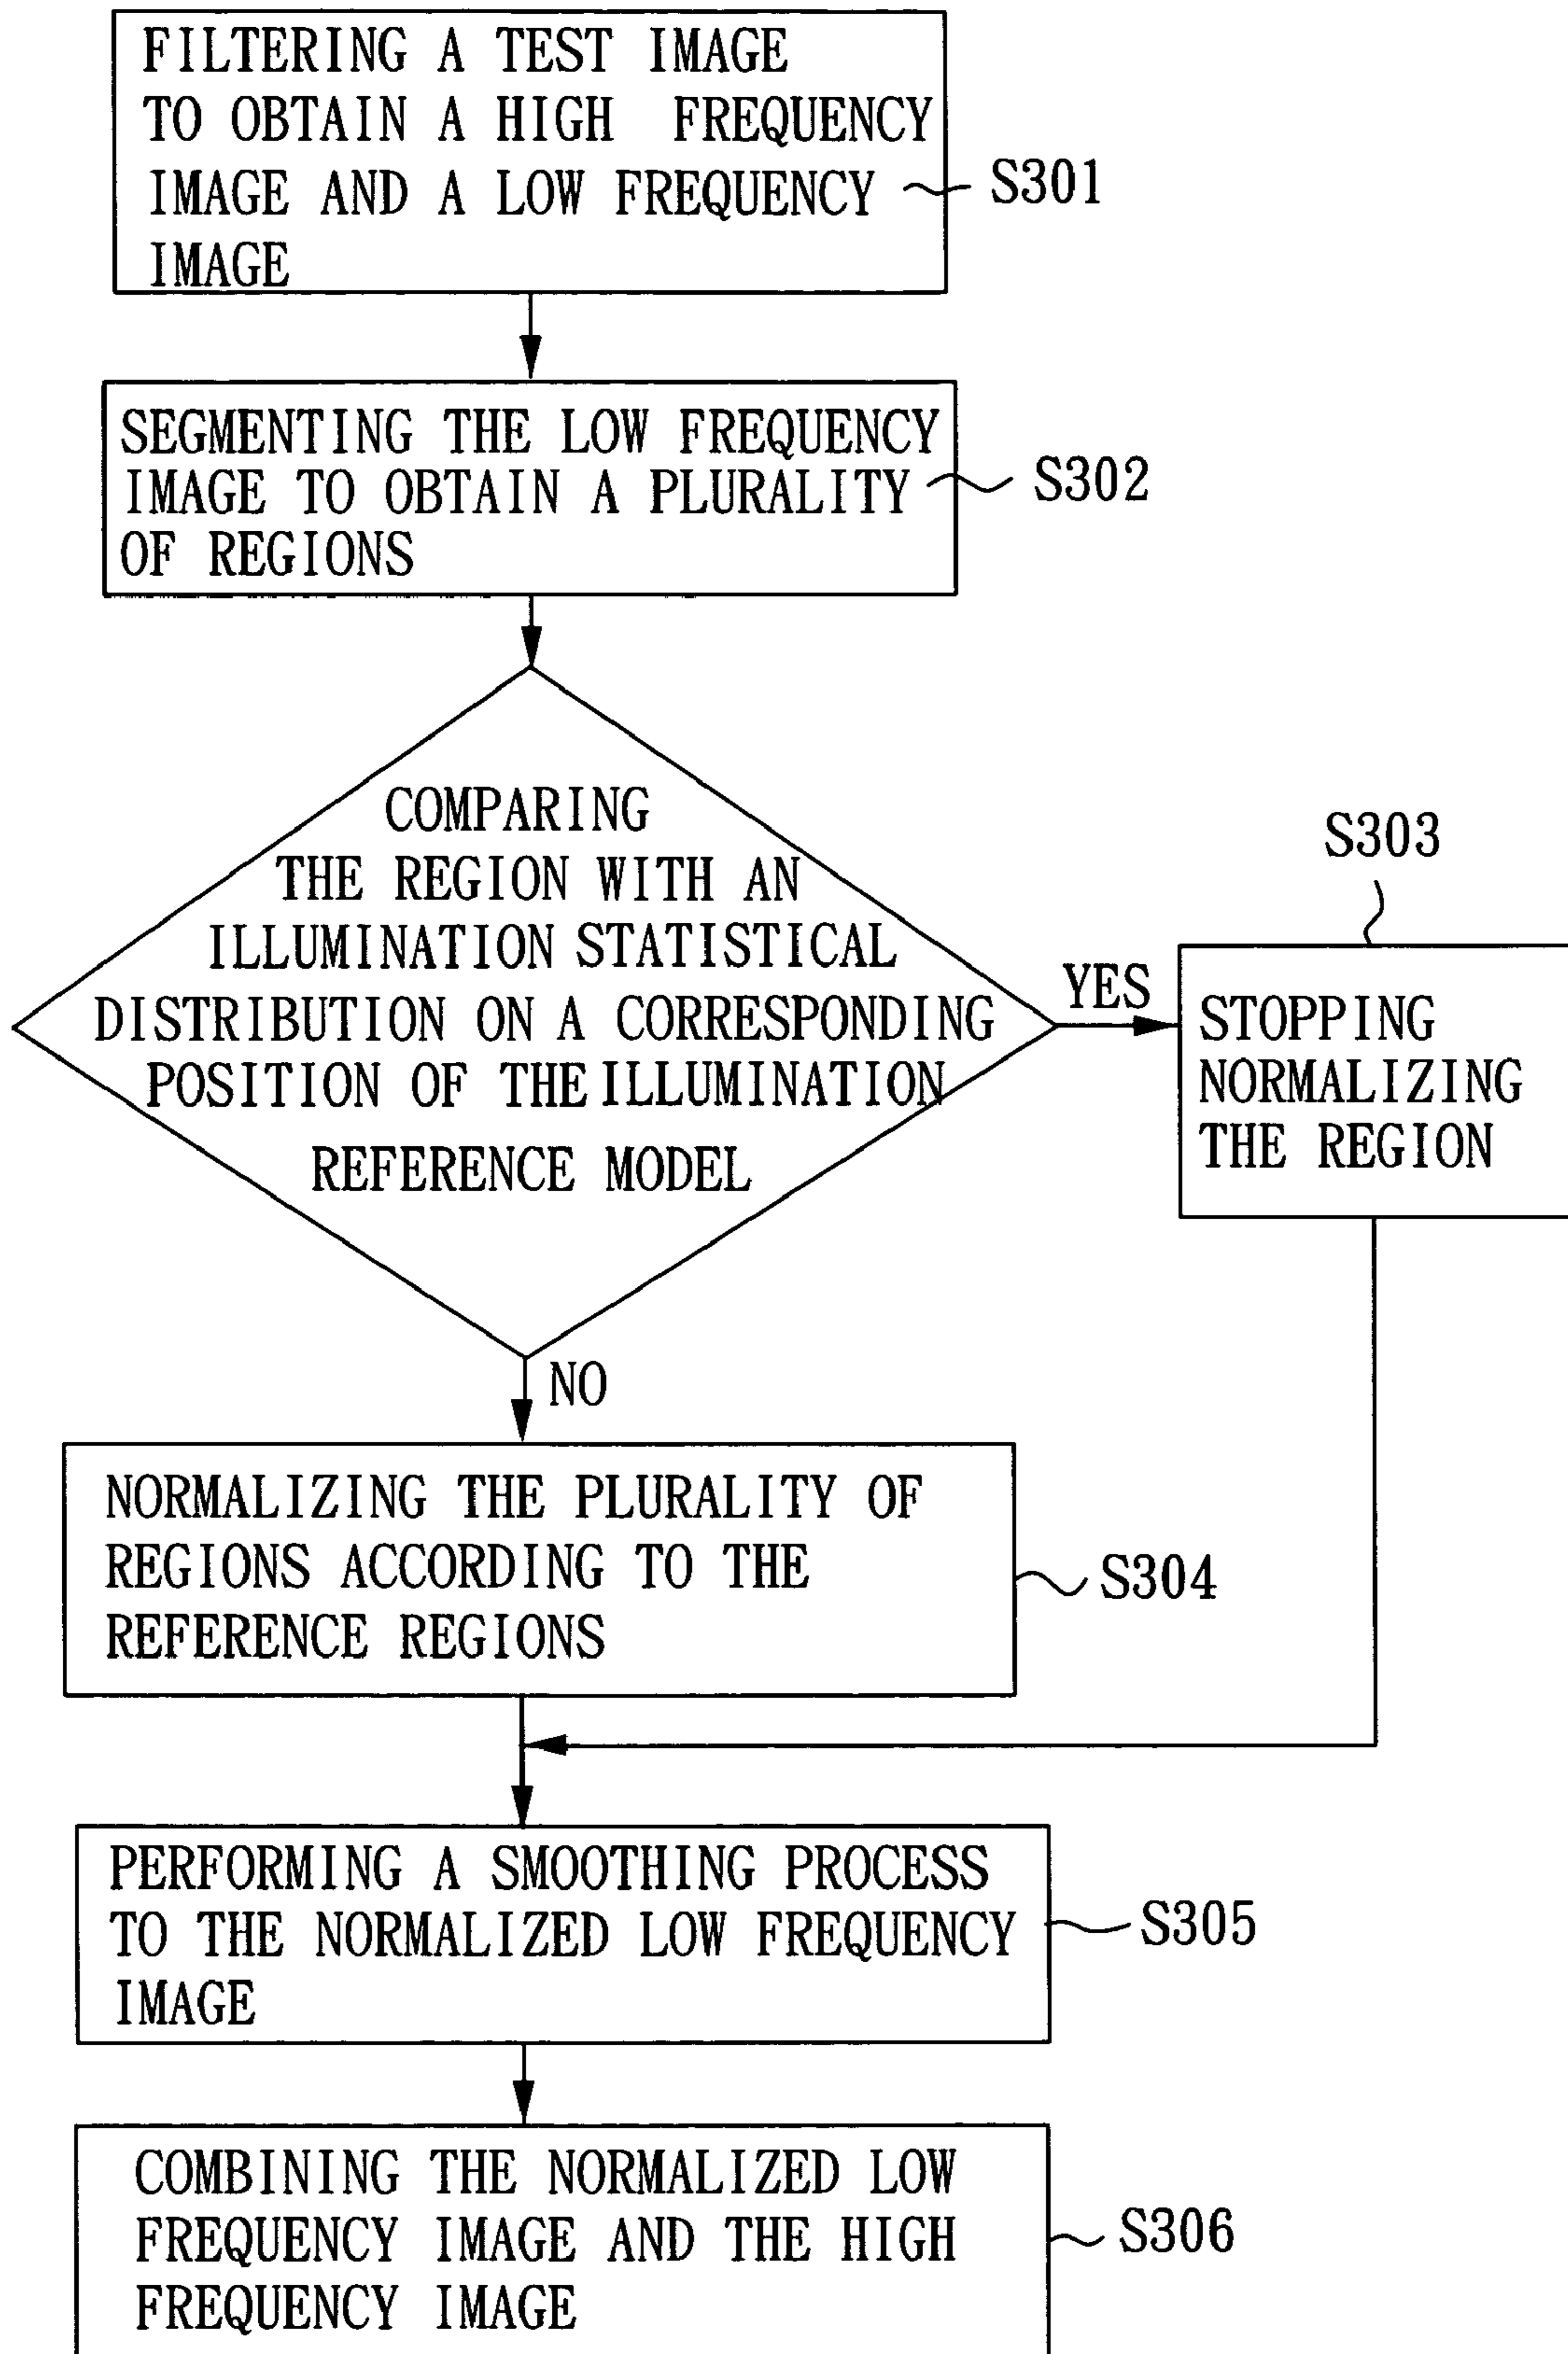 FILTERING A TEST IMAGE
TO OBTAIN A HIGH FREQUENCY
IMAGE AND A LOW FREQUENCY
IMAGE
S301
SEGMENTING THE LOW FREQUENCY
IMAGE TO OBTAIN A PLURALITY
OF REGIONS
S302
COMPARING
THE REGION WITH AN
ILLUMINATION STATISTICAL
DISTRIBUTION ON A CORRESPONDING
POSITION OF THE ILLUMINATION
REFERENCE MODEL
YES
S303
STOPPING
NORMALIZING
THE REGION
NO
NORMALIZING THE PLURALITY OF
REGIONS ACCORDING TO THE
REFERENCE REGIONS
S304
PERFORMING A SMOOTHING PROCESS
TO THE NORMALIZED LOW FREQUENCY
IMAGE
S305
COMBINING THE NORMALIZED LOW
FREQUENCY IMAGE AND THE HIGH
FREQUENCY IMAGE
S306